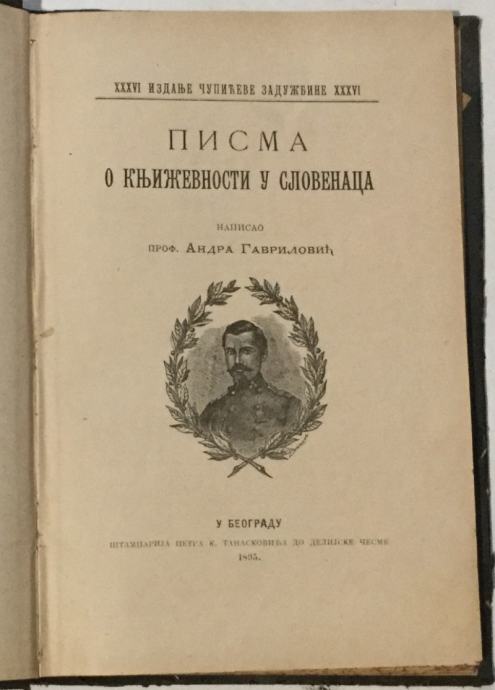 XXXVI ИЗДАЊЕ ЧУПИЋЕВЕ ЗАДУЖБИНЕ XXXVI
ПИСМА
О КЊИЖЕВНОСТИ У СЛОВЕНАЦА
НАПИСАО
ПРОФ. АНДРА ГАВРИЛОВИЋ
У БЕОГРАДУ
ШТАМПАРИЈА ПЕТРА К. ТАНАСКОВИЋА ДО ДЕЛИЈСКЕ ЧЕСМЕ
1895.